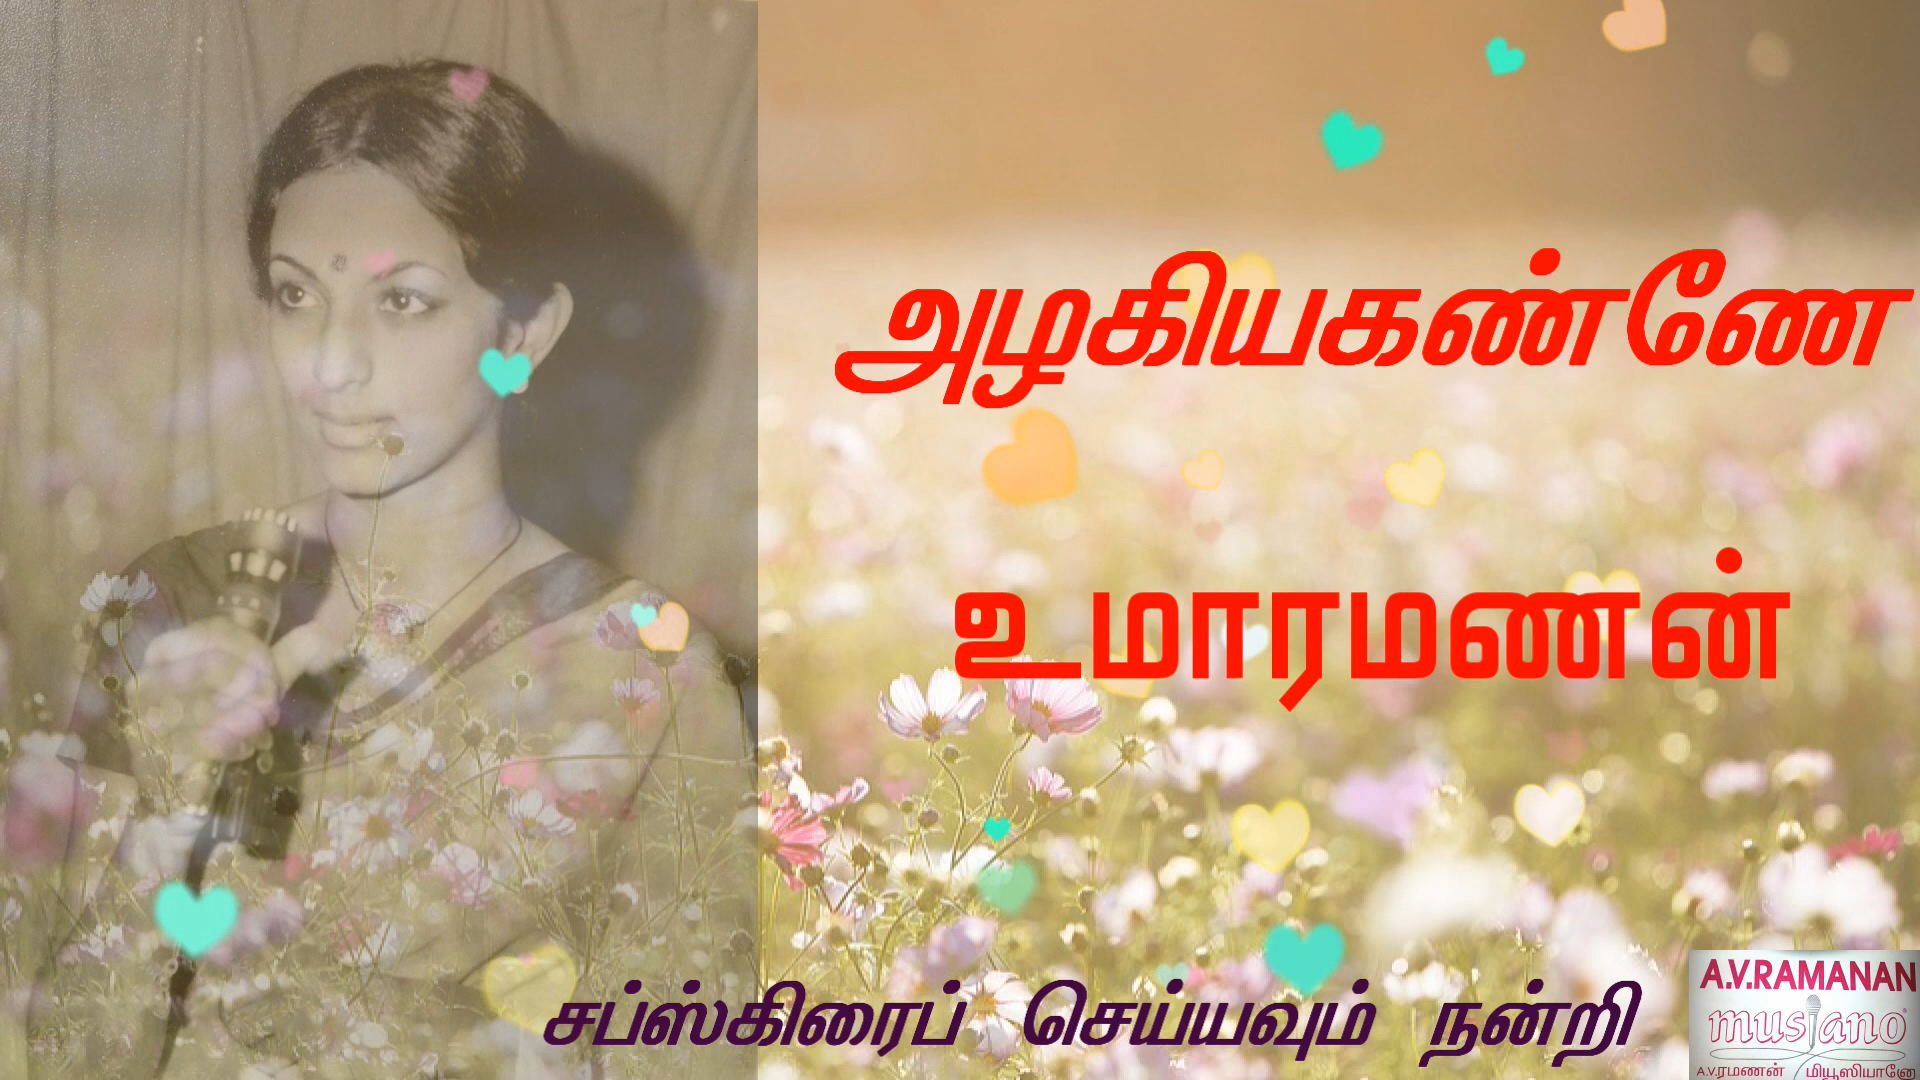 அழகியகண்ணே
உமாரமணன்
சப்ஸ்கிரைப் செய்யவும் நன்றி
A.V.RAMANAN
musiano
A.V.ரமணன் மியூஸியானோ